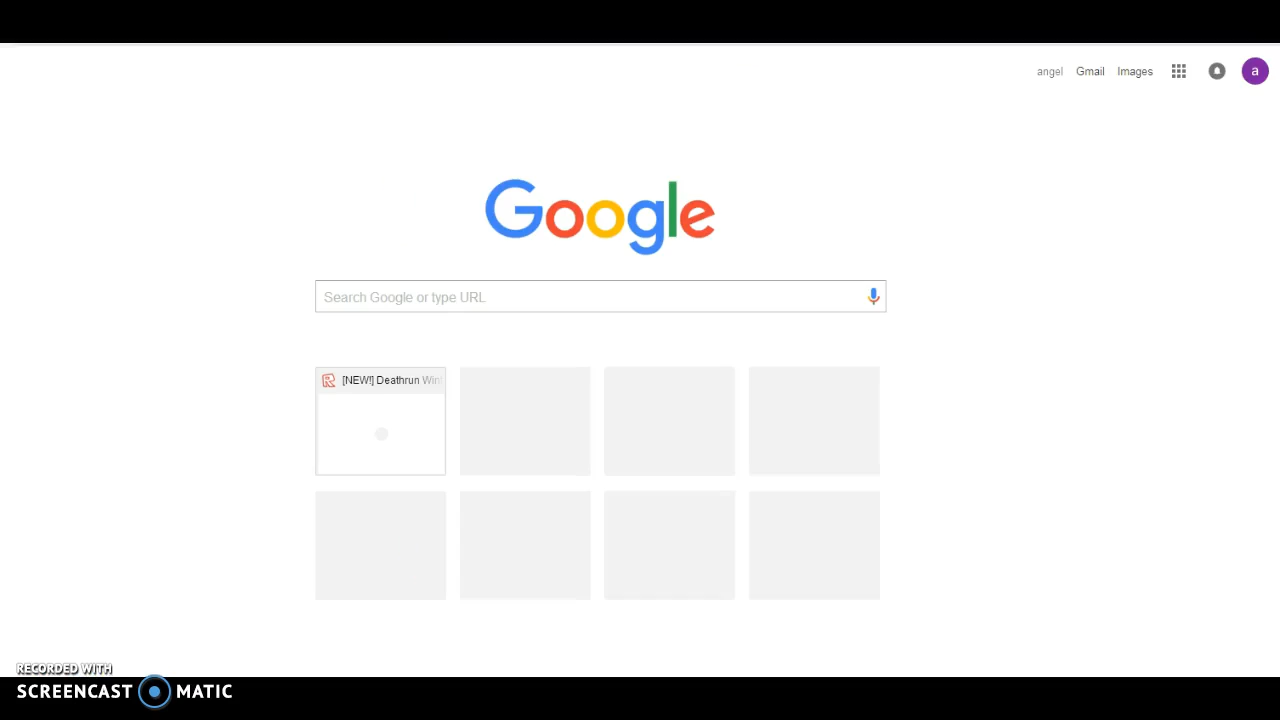 angel Gmail Images a
Google
Search Google or type URL
[NEW!] Deathrun Win
RECORDED WITH
SCREENCAST MATIC